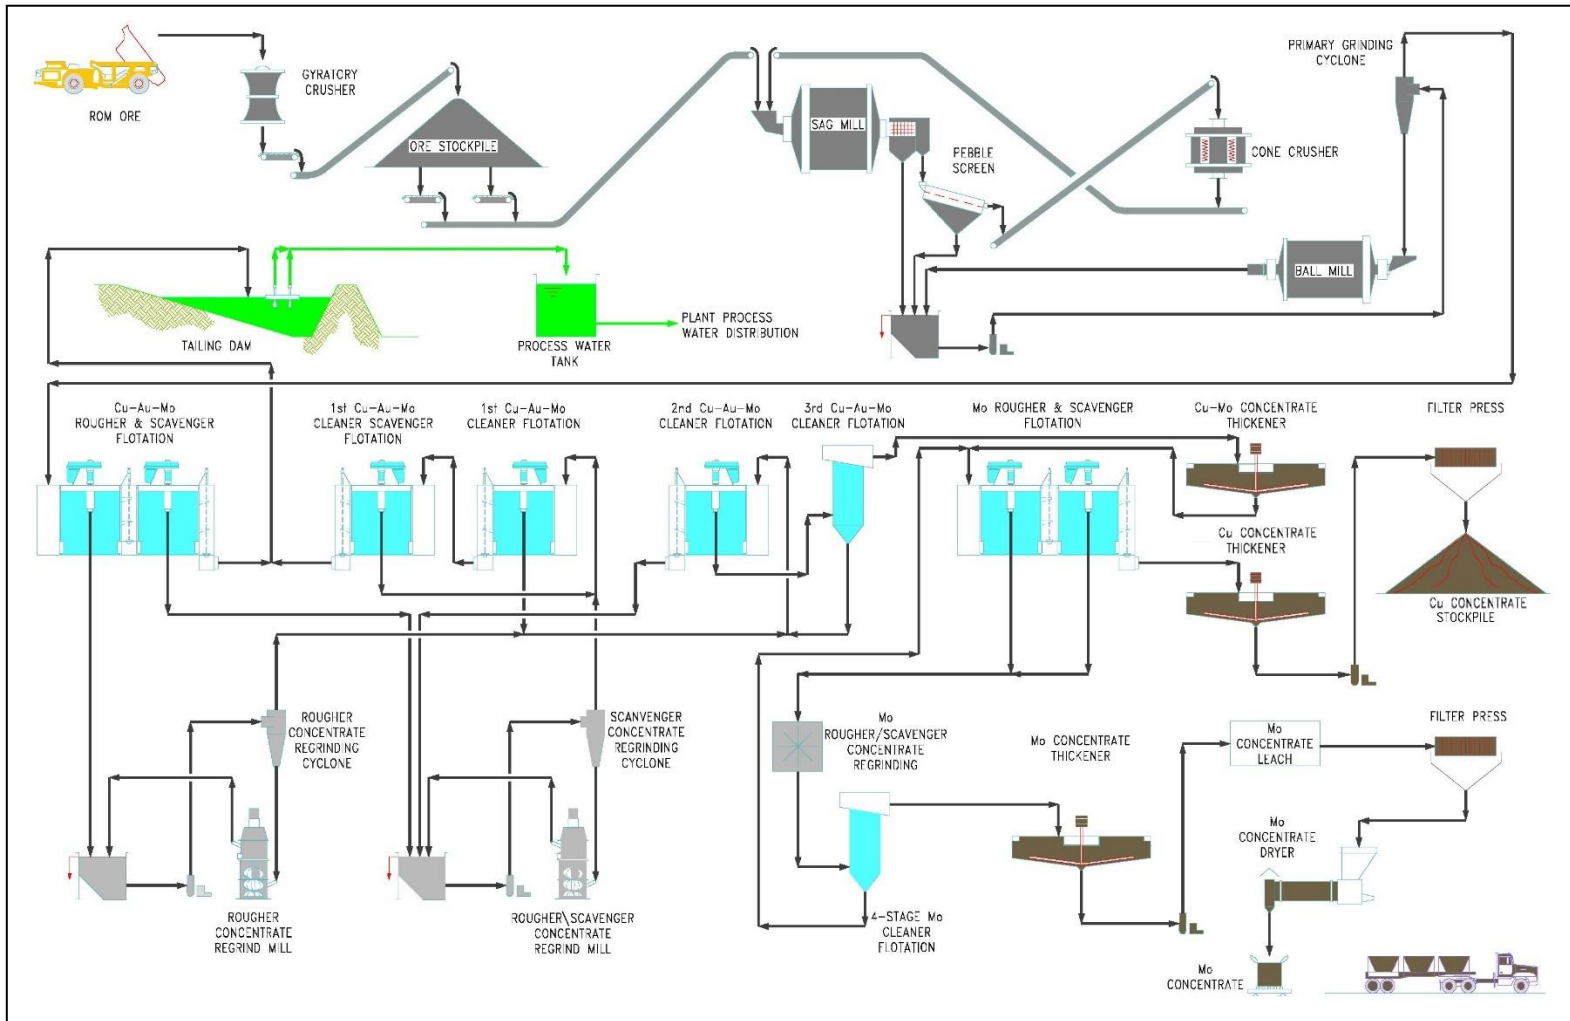 ROM ORE
GYRATCRY
CRUSHER
ORE STOCKPILE
SAG MILL
PEBBLE
SCREEN
CONE CRUSHER
PRIMARY GRINDING
CYCLONE
BALL MILL
TAILING DAM
PROCESS WATER
TANK
PLANT PROCESS
WATER DISTRIBUTION
Cu-Au-Mo
ROUGHER & SCAVENGER
FLOTATION
1st Cu-Au-Mo
CLEANER SCAVENGER
FLOTATION
1st Cu-Au-Mo
CLEANER FLOTATION
2nd Cu-Au-Mo
CLEANER FLOTATION
3rd Cu-Au-Mo
CLEANER FLOTATION
Mo ROUGHER & SCAVENGER
FLOTATION
Cu-Mo CONCENTRATE
THICKENER
FILTER PRESS
Cu CONCENTRATE
THICKENER
Cu CONCENTRATE
STOCKPILE
ROUGHER
CONCENTRATE
REGRINDING
CYCLONE
SCANVENGER
CONCENTRATE
REGRINDING
CYCLONE
Mo
ROUGHER/SCAVENGER
CONCENTRATE
REGRINDING
Mo CONCENTRATE
THICKENER
Mo
CONCENTRATE
LEACH
FILTER PRESS
Mo
CONCENTRATE
DRYER
ROUGHER
CONCENTRATE
REGRIND MILL
ROUGHER\SCAVENGER
CONCENTRATE
REGRIND MILL
4-STAGE Mo
CLEANER
FLOTATION
Mo
CONCENTRATE